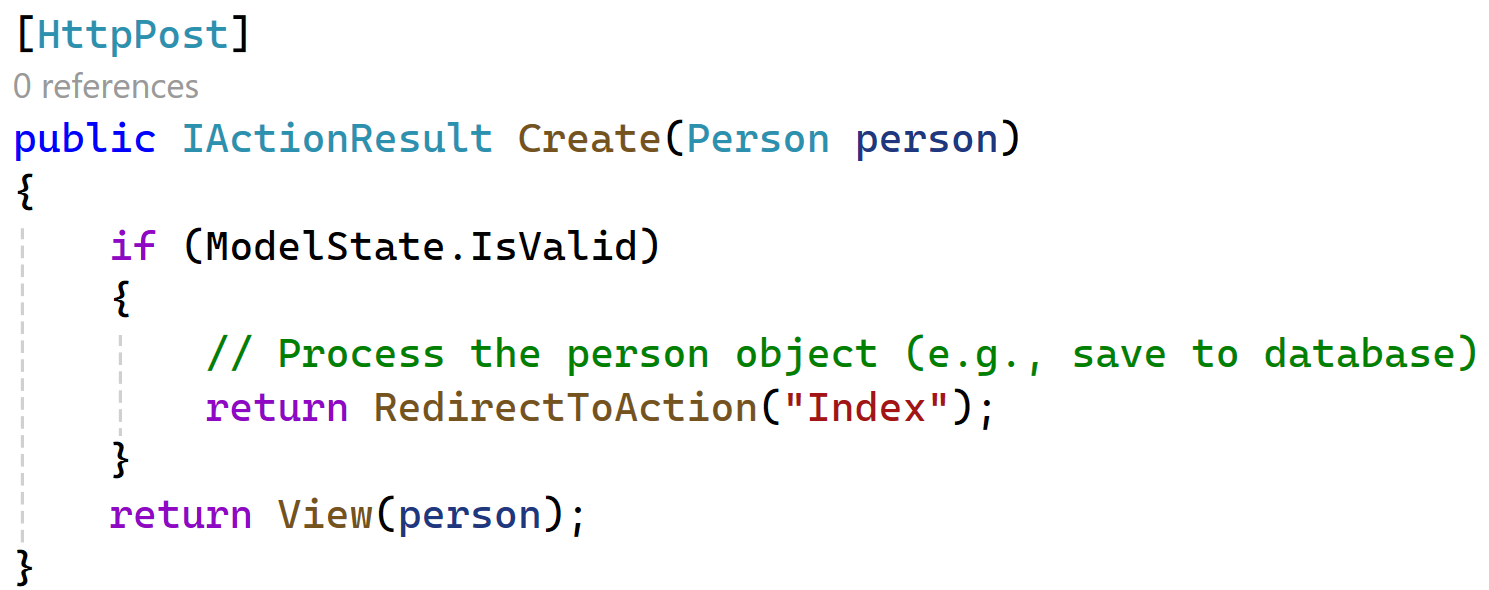 [HttpPost]
0 references
public IActionResult Create(Person person)
{
    if (ModelState.IsValid)
    {
        // Process the person object (e.g., save to database)
        return RedirectToAction("Index");
    }
    return View(person);
}